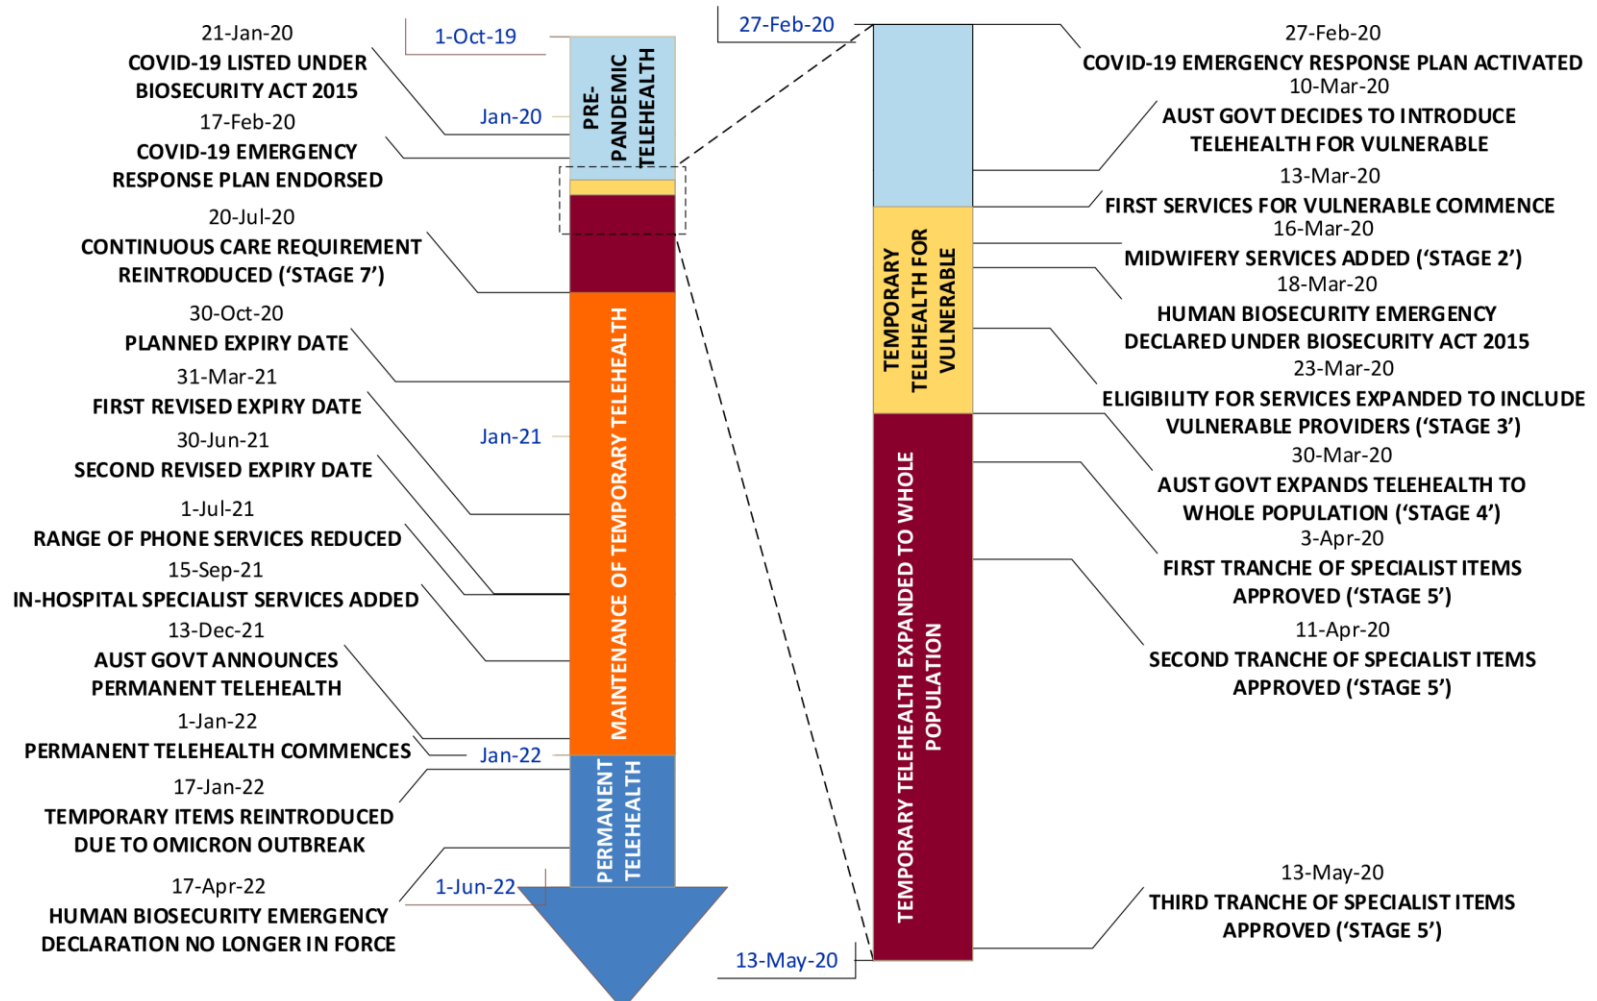 21-Jan-20
COVID-19 LISTED UNDER
BIOSECURITY ACT 2015
17-Feb-20
COVID-19 EMERGENCY
RESPONSE PLAN ENDORSED
20-Jul-20
CONTINUOUS CARE REQUIREMENT
REINTRODUCED (‘STAGE 7’)
30-Oct-20
PLANNED EXPIRY DATE
31-Mar-21
FIRST REVISED EXPIRY DATE
30-Jun-21
SECOND REVISED EXPIRY DATE
1-Jul-21
RANGE OF PHONE SERVICES REDUCED
15-Sep-21
IN-HOSPITAL SPECIALIST SERVICES ADDED
13-Dec-21
AUST GOVT ANNOUNCES
PERMANENT TELEHEALTH
1-Jan-22
PERMANENT TELEHEALTH COMMENCES
17-Jan-22
TEMPORARY ITEMS REINTRODUCED
DUE TO OMICRON OUTBREAK
17-Apr-22
HUMAN BIOSECURITY EMERGENCY
DECLARATION NO LONGER IN FORCE
1-Oct-19
Jan-20
Jan-21
Jan-22
1-Jun-22
PRE-
PANDEMIC
TELEHEALTH
MAINTENANCE OF TEMPORARY TELEHEALTH
PERMANENT
TELEHEALTH
27-Feb-20
13-May-20
TEMPORARY
TELEHEALTH FOR
VULNERABLE
TEMPORARY TELEHEALTH EXPANDED TO WHOLE
POPULATION
27-Feb-20
COVID-19 EMERGENCY RESPONSE PLAN ACTIVATED
10-Mar-20
AUST GOVT DECIDES TO INTRODUCE
TELEHEALTH FOR VULNERABLE
13-Mar-20
FIRST SERVICES FOR VULNERABLE COMMENCE
16-Mar-20
MIDWIFERY SERVICES ADDED (‘STAGE 2’)
18-Mar-20
HUMAN BIOSECURITY EMERGENCY
DECLARED UNDER BIOSECURITY ACT 2015
23-Mar-20
ELIGIBILITY FOR SERVICES EXPANDED TO INCLUDE
VULNERABLE PROVIDERS (‘STAGE 3’)
30-Mar-20
AUST GOVT EXPANDS TELEHEALTH TO
WHOLE POPULATION (‘STAGE 4’)
3-Apr-20
FIRST TRANCHE OF SPECIALIST ITEMS
APPROVED (‘STAGE 5’)
11-Apr-20
SECOND TRANCHE OF SPECIALIST ITEMS
APPROVED (‘STAGE 5’)
13-May-20
THIRD TRANCHE OF SPECIALIST ITEMS
APPROVED (‘STAGE 5’)